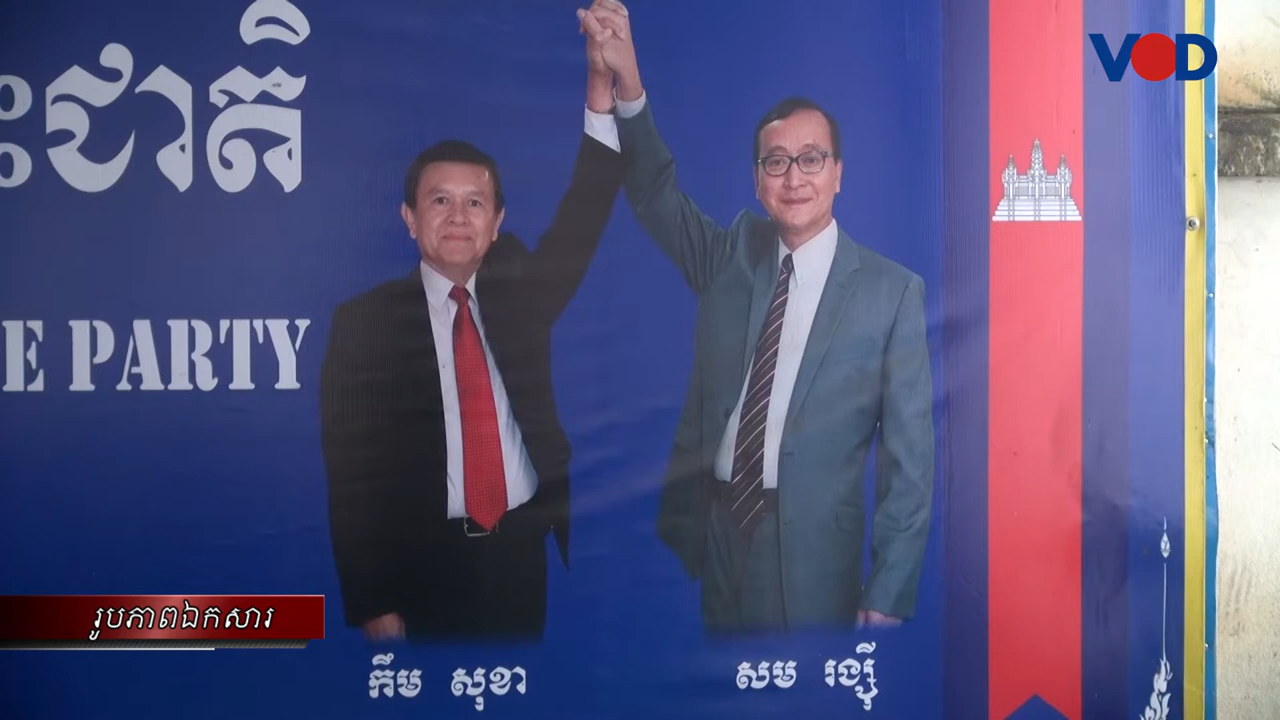 VOD
ះជាតិ
E PARTY
រូបភាពឯកសារ
កឹម សុខា
សម រង្ស៊ី